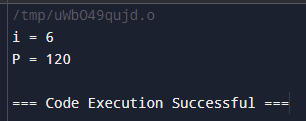 /tmp/uWbO49qujd.o
i = 6
P = 120
=== Code Execution Successful ===